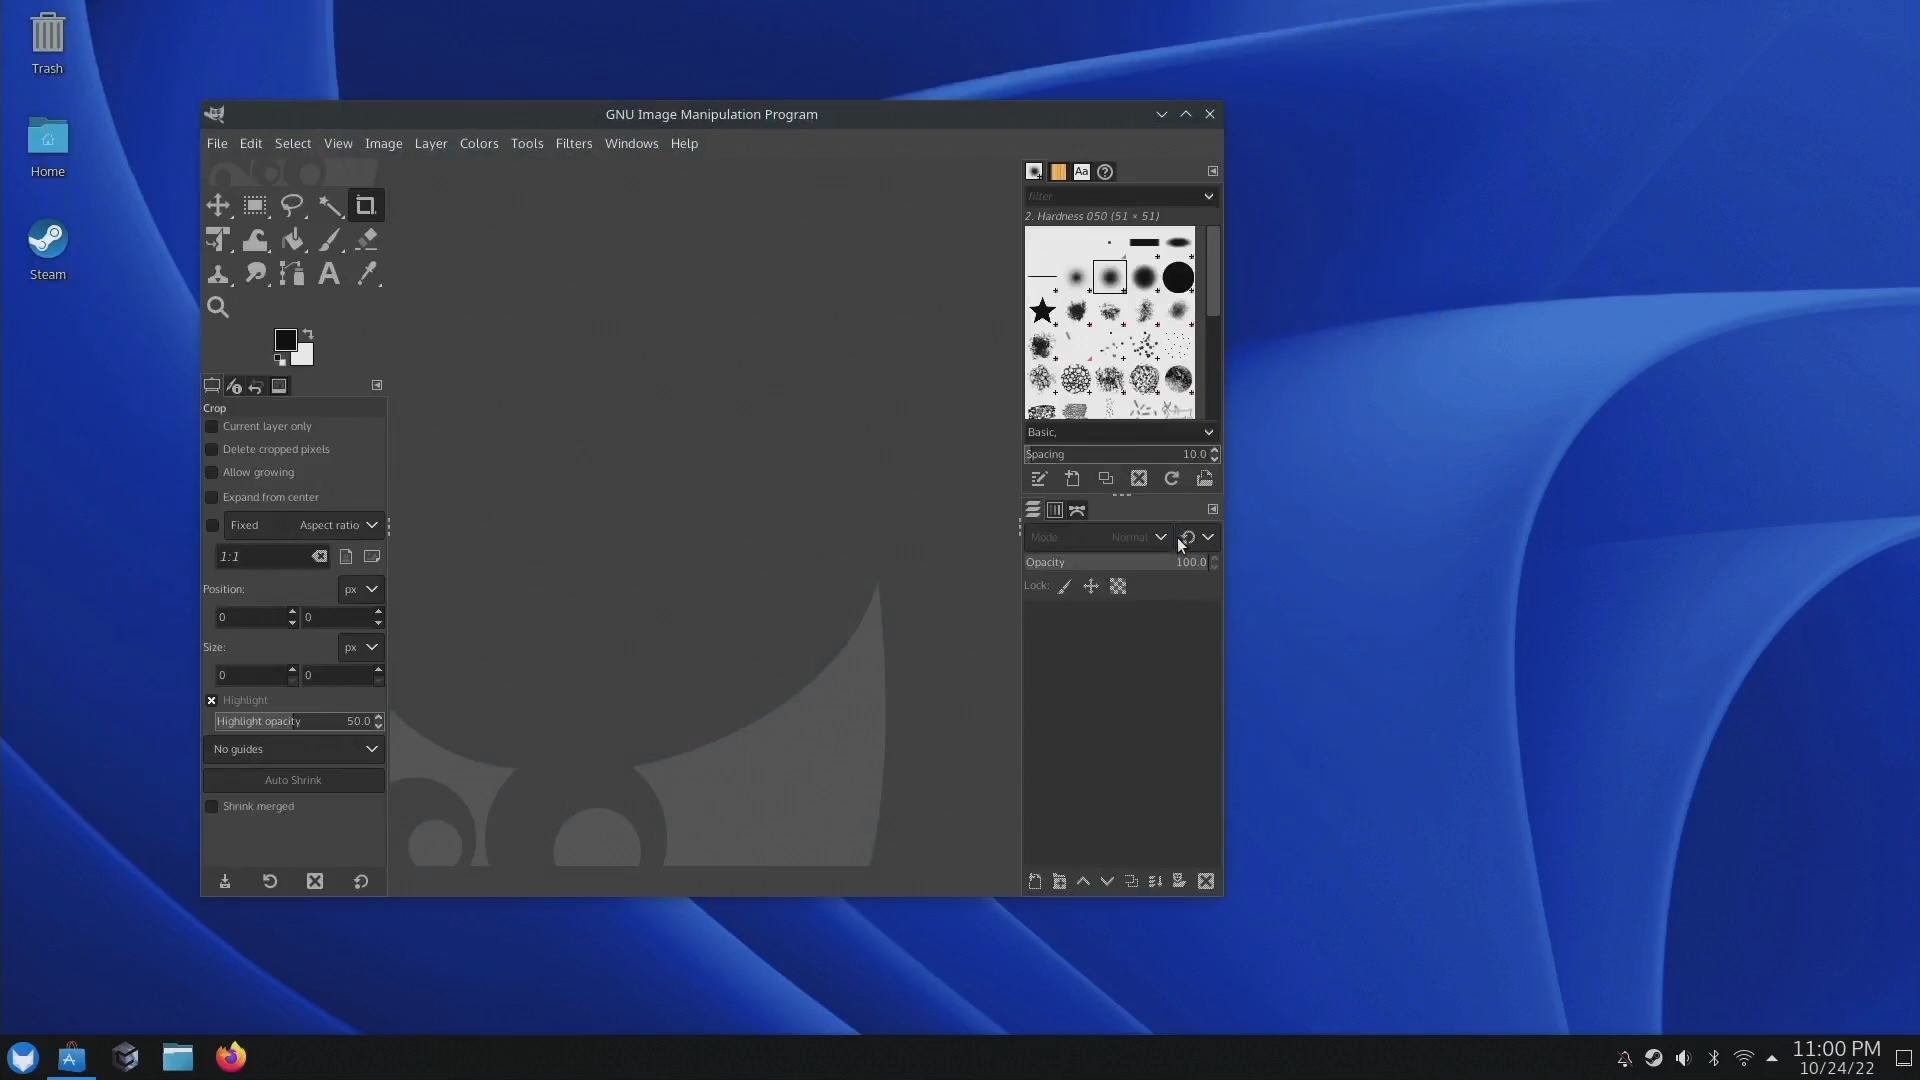 Trash
Home
Steam
GNU Image Manipulation Program
File Edit Select View Image Layer Colors Tools Filters Windows Help
Aa
filter
2. Hardness 050 (51 × 51)
A
Crop
Current layer only
Delete cropped pixels
Allow growing
Expand from center
Fixed Aspect ratio
1:1
Position: px
0 0
Size: px
0 0
Highlight
Highlight opacity 50.0
No guides
Auto Shrink
Shrink merged
Basic,
Spacing 10.0
Mode Normal
Opacity 100.0
Lock:
11:00 PM
10/24/22